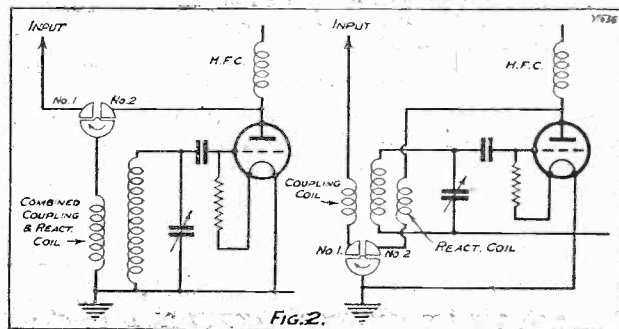 INPUT
H.F.C.
No.1
No.2
COMBINED
COUPLING
& REACT.
COIL
INPUT
H.F.C.
COUPLING
COIL
No.1.
No 2
REACT. COIL
FIG. 2.